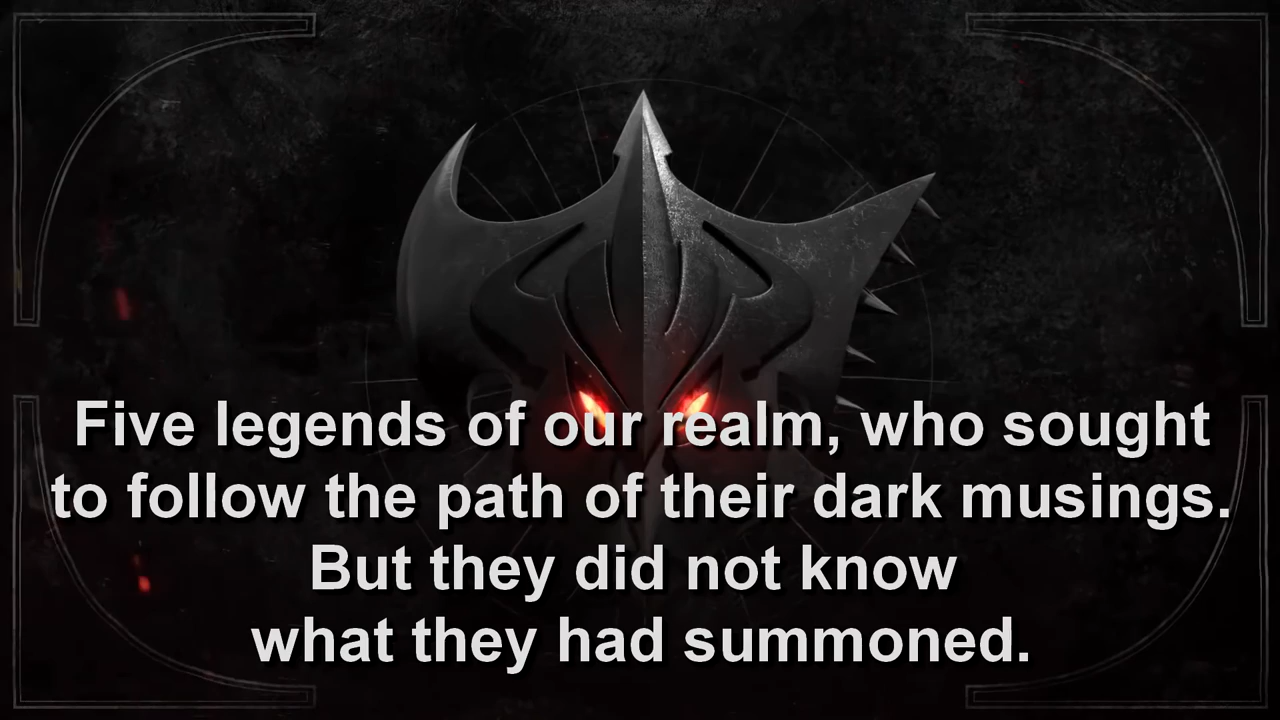 Five legends of our realm, who sought
to follow the path of their dark musings.
But they did not know
what they had summoned.